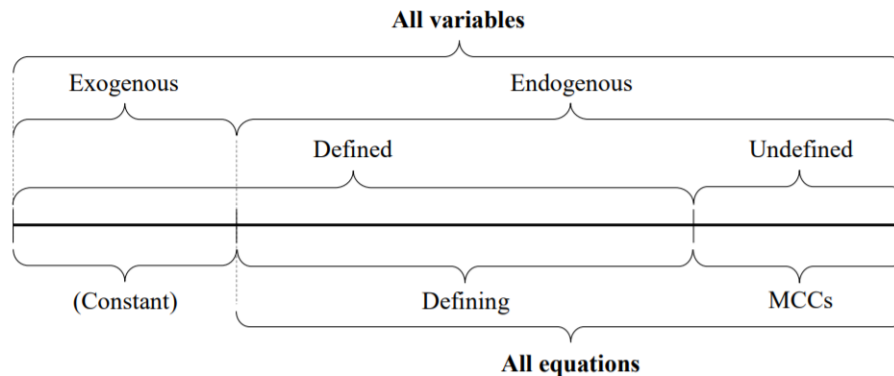 All variables
Exogenous
Endogenous
Defined
Undefined
(Constant)
Defining
MCCs
All equations